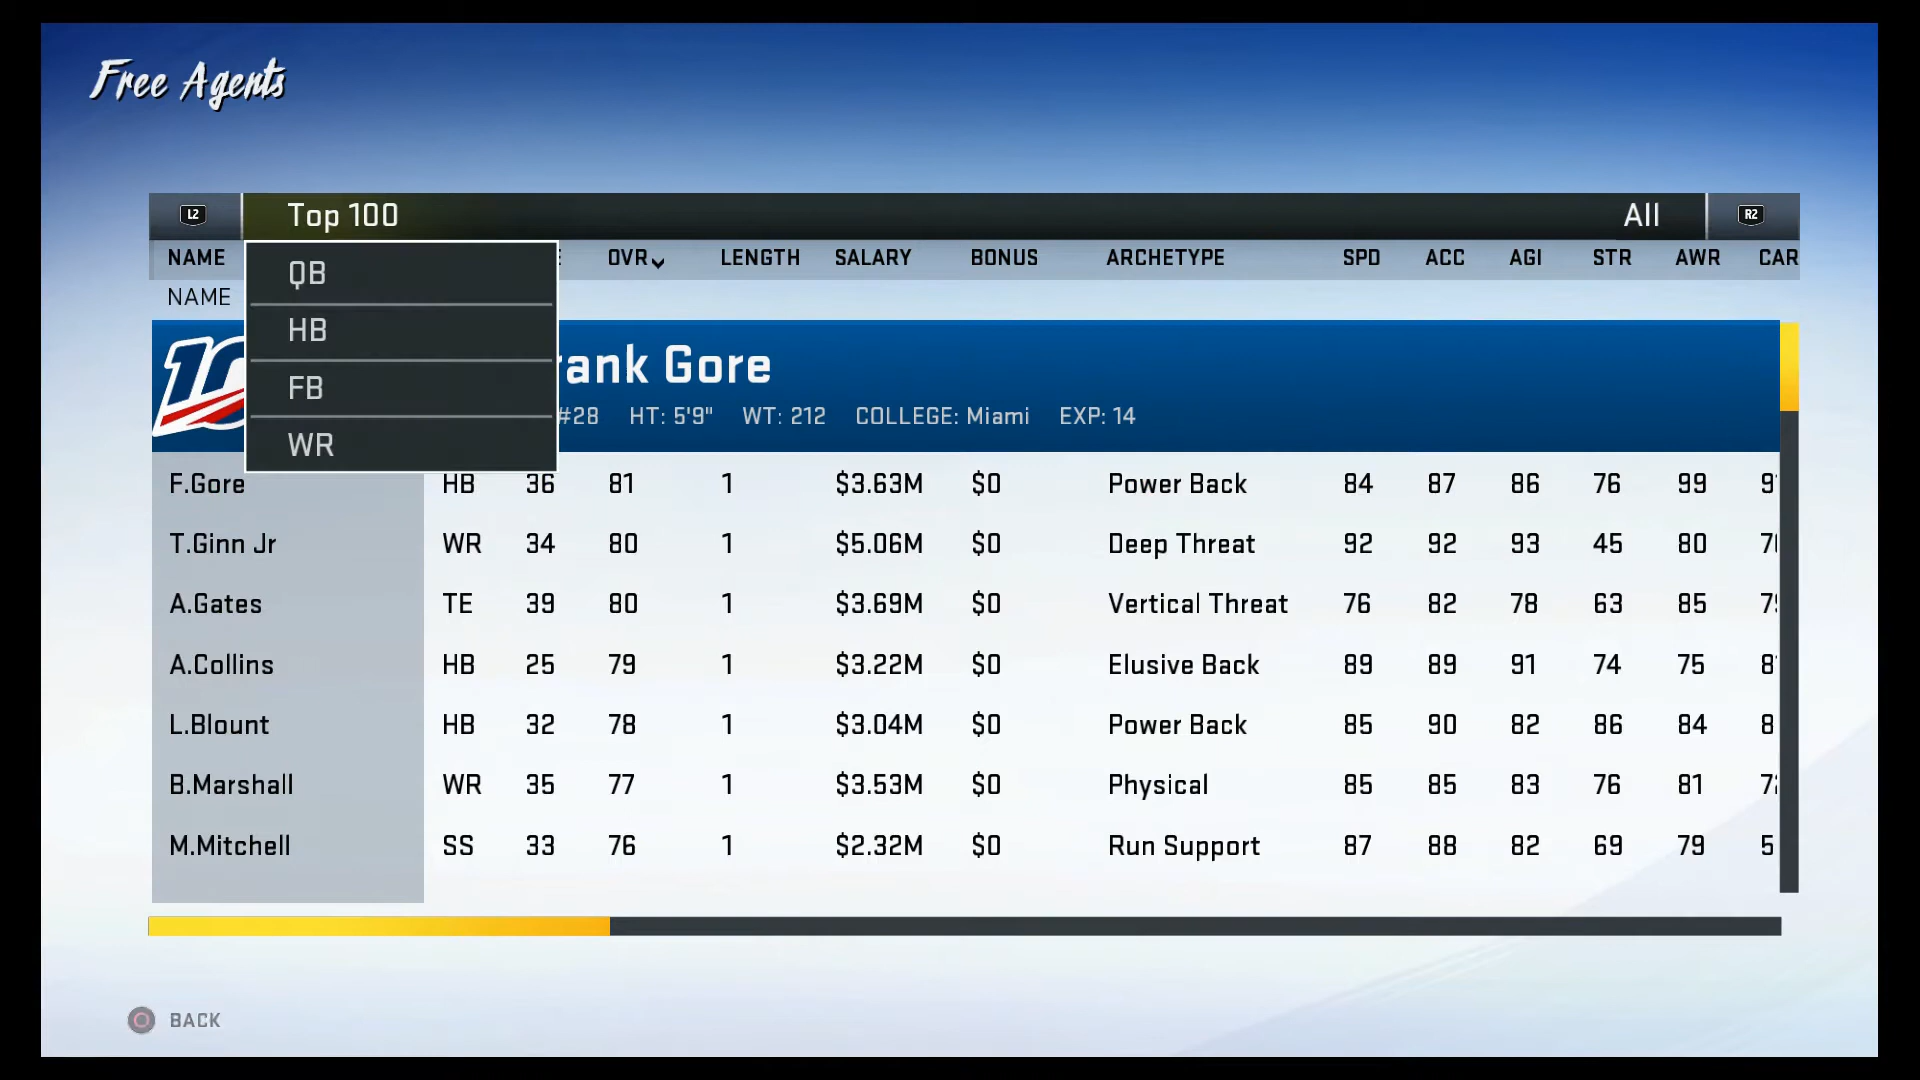 Free Agents
L2 Top 100 All R2
NAME OVR LENGTH SALARY BONUS ARCHETYPE SPD ACC AGI STR AWR CAR
NAME
QB
HB
FB
WR
rank Gore
#28 HT: 5'9" WT: 212 COLLEGE: Miami EXP: 14
F.Gore HB 36 81 1 $3.63M $0 Power Back 84 87 86 76 99
T.Ginn Jr WR 34 80 1 $5.06M $0 Deep Threat 92 92 93 45 80
A.Gates TE 39 80 1 $3.69M $0 Vertical Threat 76 82 78 63 85
A.Collins HB 25 79 1 $3.22M $0 Elusive Back 89 89 91 74 75
L.Blount HB 32 78 1 $3.04M $0 Power Back 85 90 82 86 84
B.Marshall WR 35 77 1 $3.53M $0 Physical 85 85 83 76 81
M.Mitchell SS 33 76 1 $2.32M $0 Run Support 87 88 82 69 79
BACK